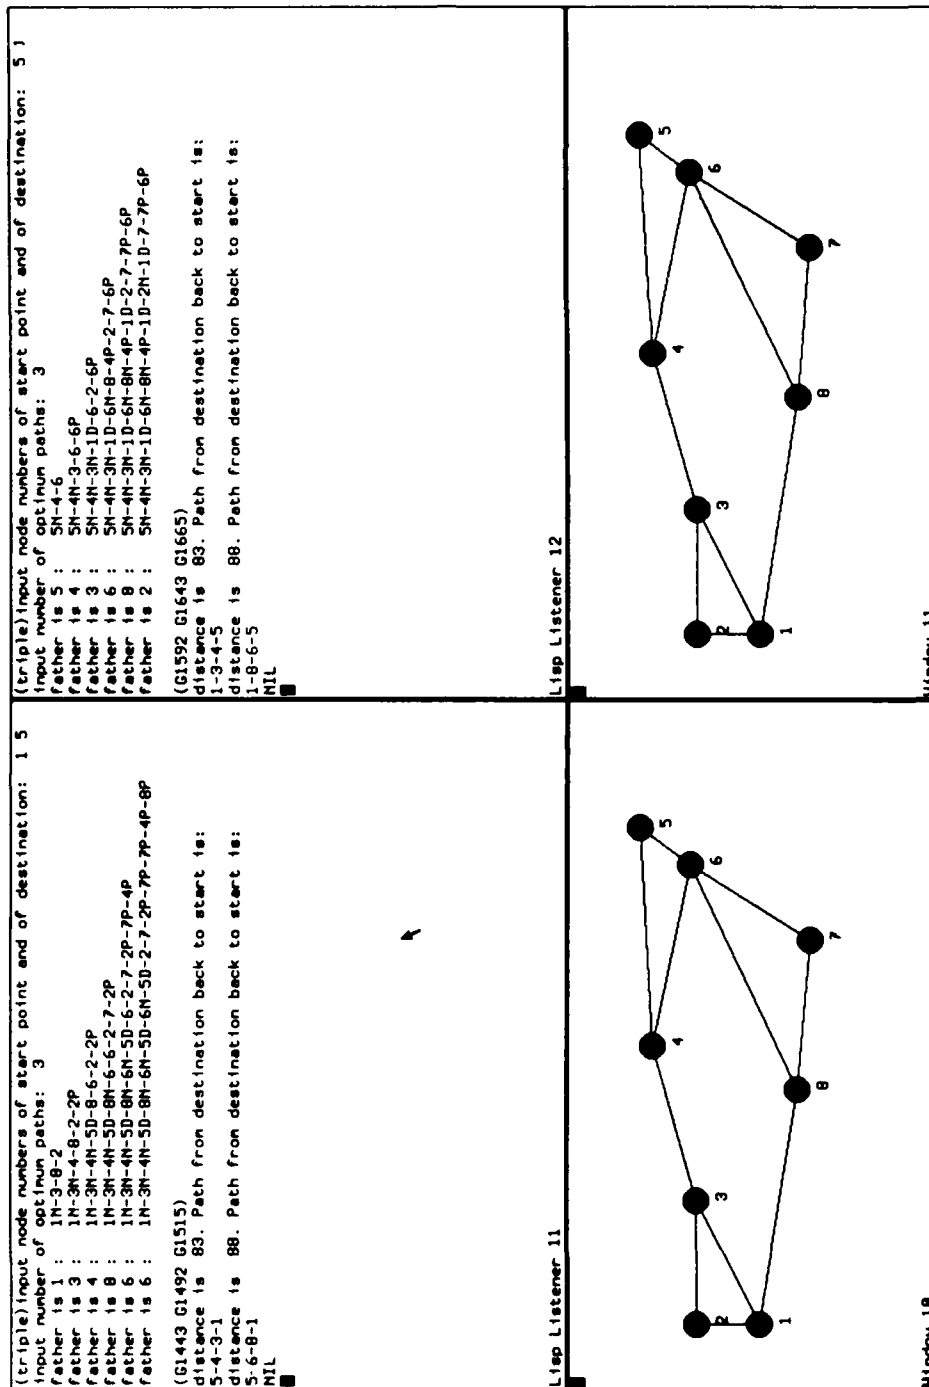 (triple)input node numbers of start point and of destination: 1 5
input number of optimum paths: 3
father is 1 : 1N-3-8-2
father is 3 : 1N-3N-4-8-2-2P
father is 4 : 1N-3N-4N-5D-8-6-2-2P
father is 8 : 1N-3N-4N-5D-8N-6-6-2-7-2P
father is 6 : 1N-3N-4N-5D-8N-6N-5D-6-2-7-2P-7P-4P
father is 6 : 1N-3N-4N-5D-8N-6N-5D-6N-5D-2-7-2P-7P-7P-4P-8P
(G1443 G1492 G1515)
distance is 83. Path from destination back to start is:
5-4-3-1
distance is 88. Path from destination back to start is:
5-6-8-1
NIL
Lisp Listener 11
(triple)input node numbers of start point and of destination: 5 1
input number of optimum paths: 3
father is 5 : 5N-4-6
father is 4 : 5N-4N-3-6-6P
father is 3 : 5N-4N-3N-1D-6-2-6P
father is 6 : 5N-4N-3N-1D-6N-8-4P-2-7-6P
father is 8 : 5N-4N-3N-1D-6N-8N-4P-1D-2-7-7P-6P
father is 2 : 5N-4N-3N-1D-6N-8N-4P-1D-2N-1D-7-7P-6P
(G1592 G1643 G1665)
distance is 83. Path from destination back to start is:
1-3-4-5
distance is 88. Path from destination back to start is:
1-8-6-5
NIL
Lisp Listener 12
5
4
6
3
2
1
8
7
Window 10
5
4
6
3
2
1
8
7
Window 11